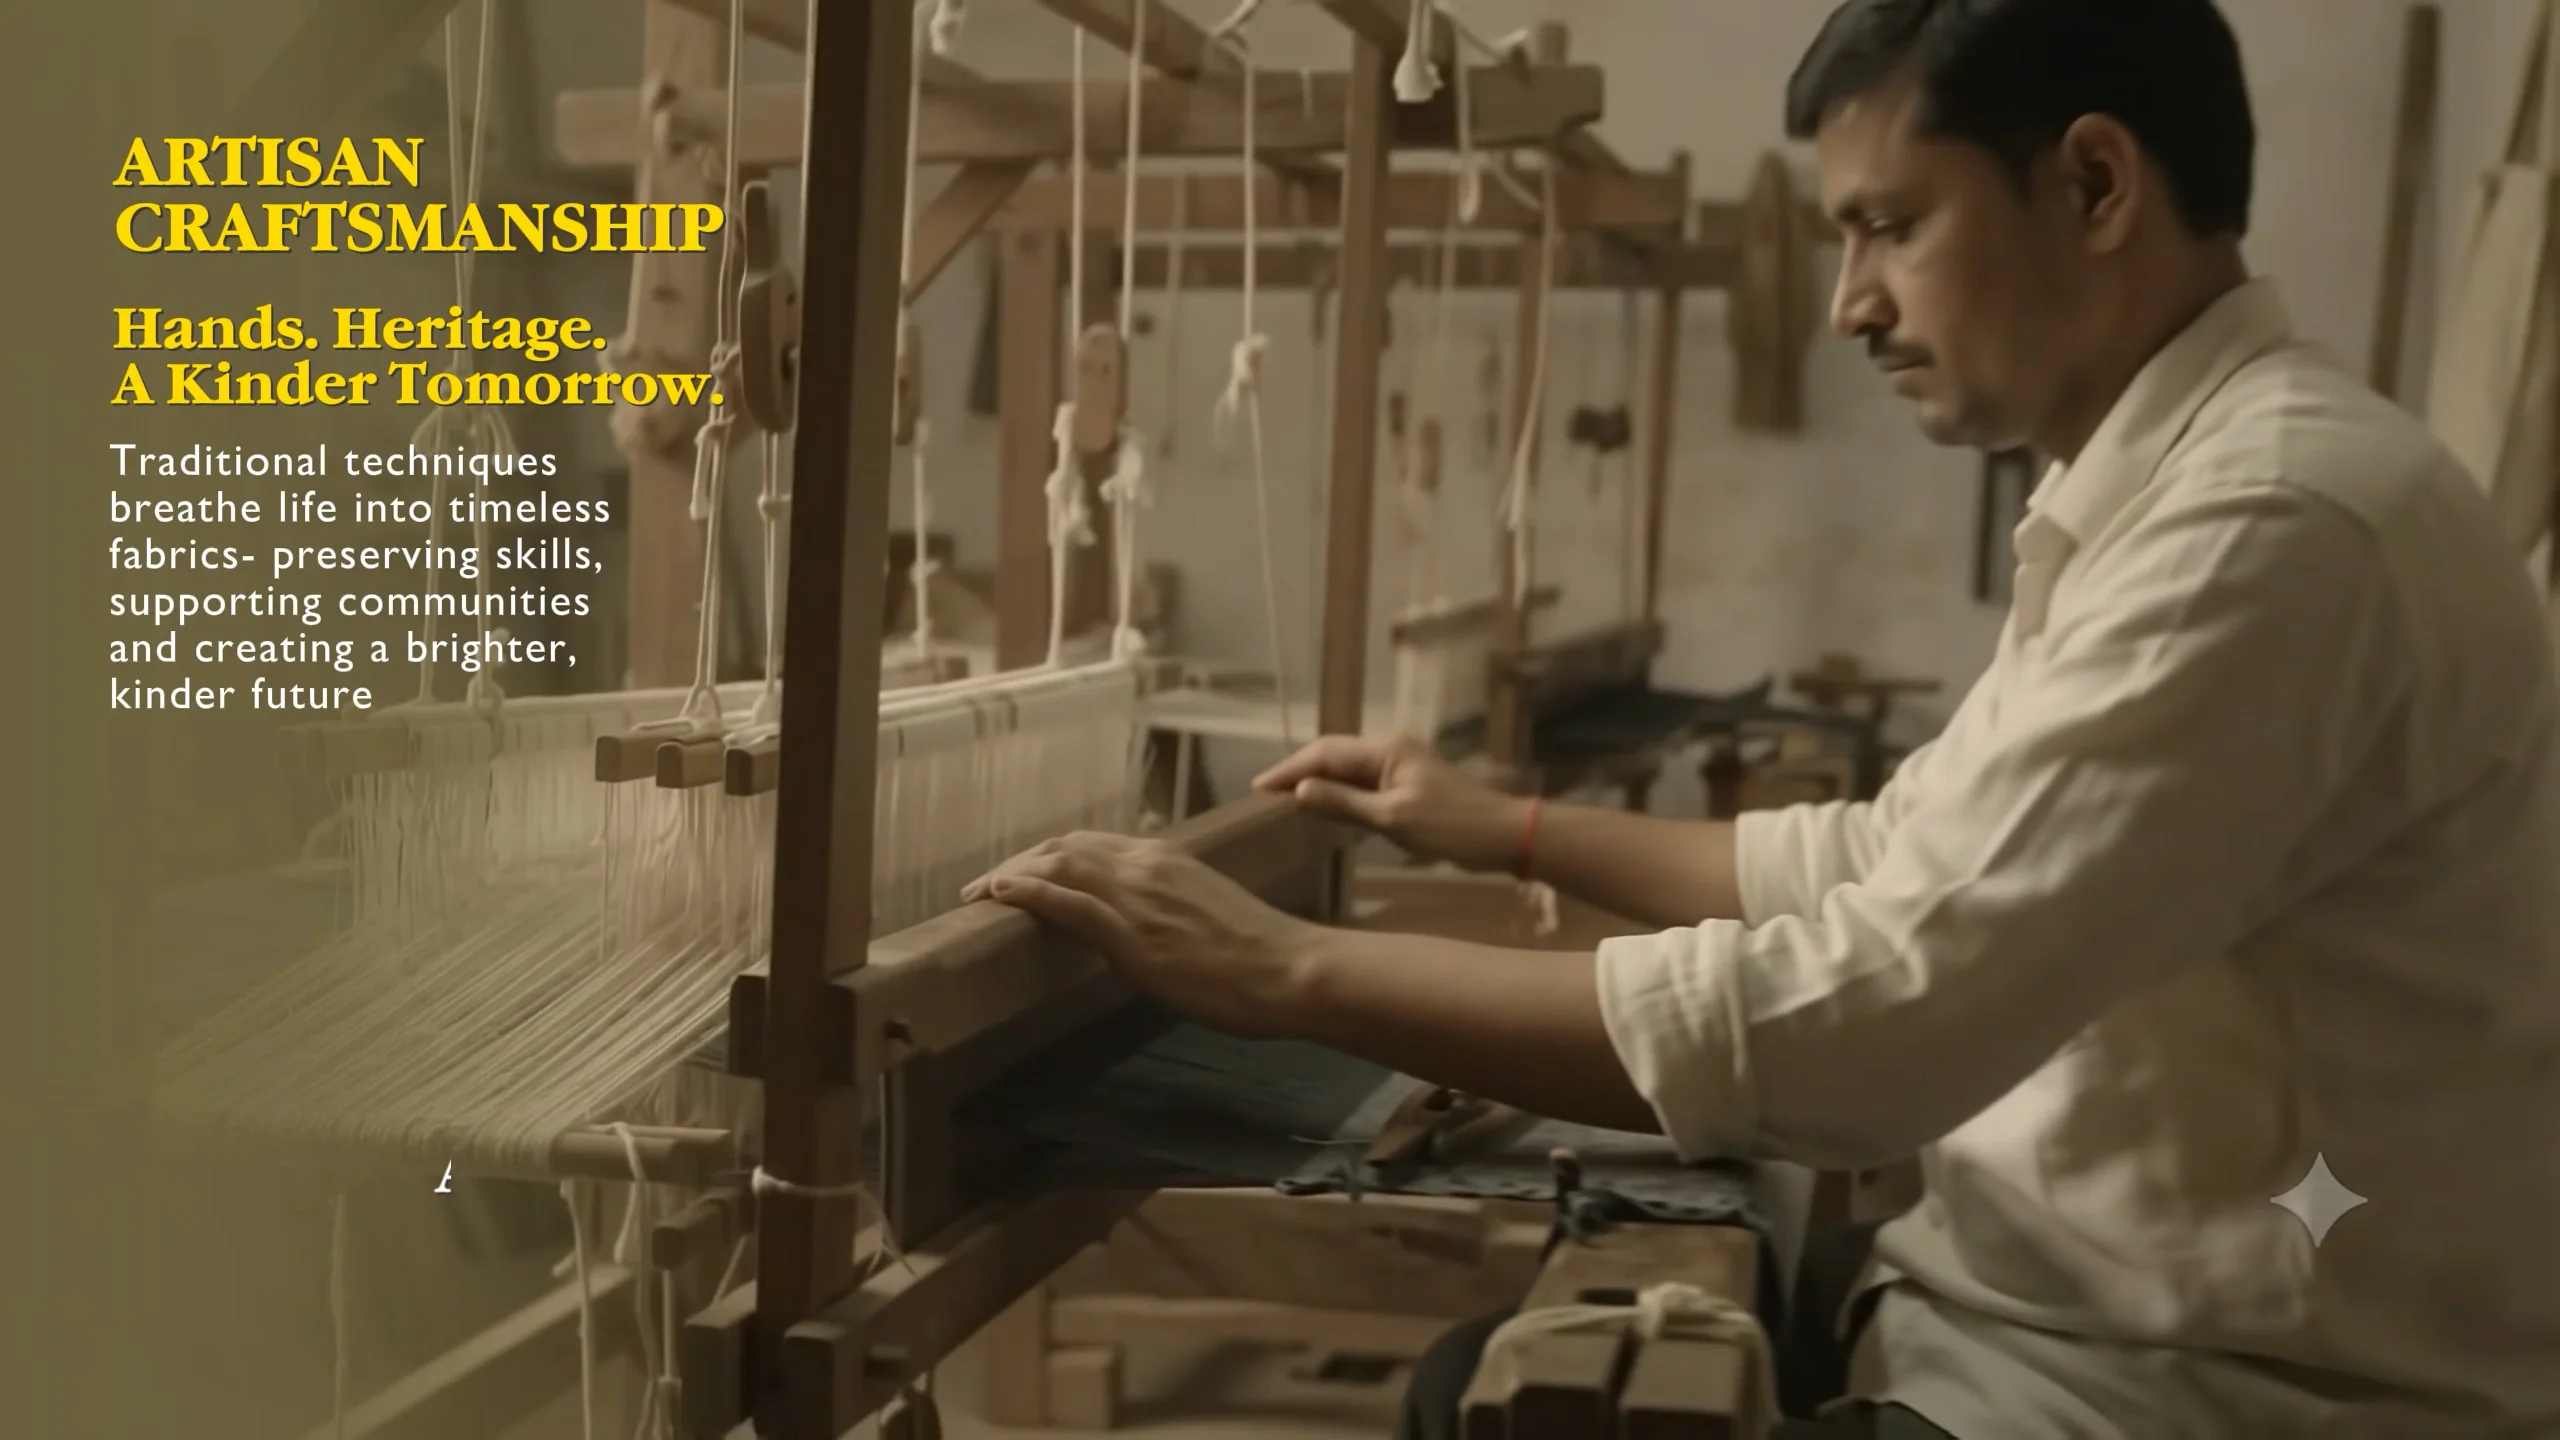 ARTISAN
CRAFTSMANSHIP
Hands. Heritage.
A Kinder Tomorrow.
Traditional techniques
breathe life into timeless
fabrics- preserving skills,
supporting communities
and creating a brighter,
kinder future